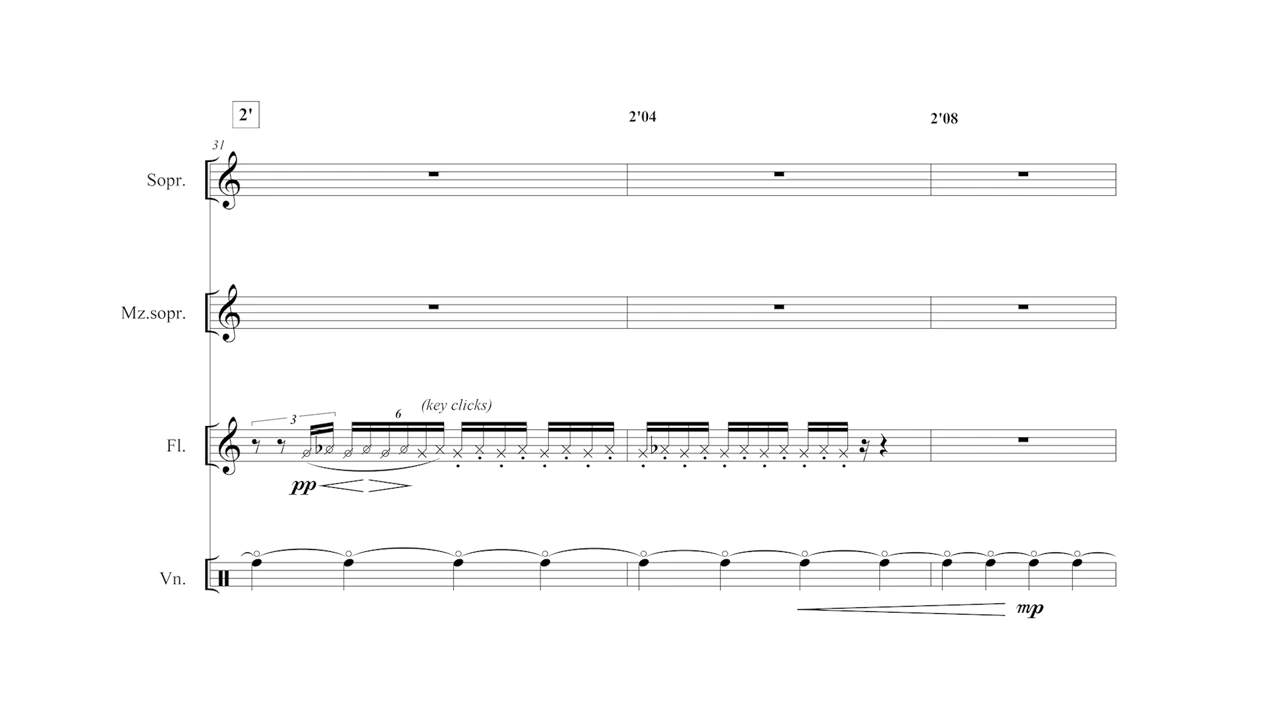 2'
2'04
2'08
31
Sopr.
Mz.sopr.
(key clicks)
3
6
Fl.
pp
Vn.
mp